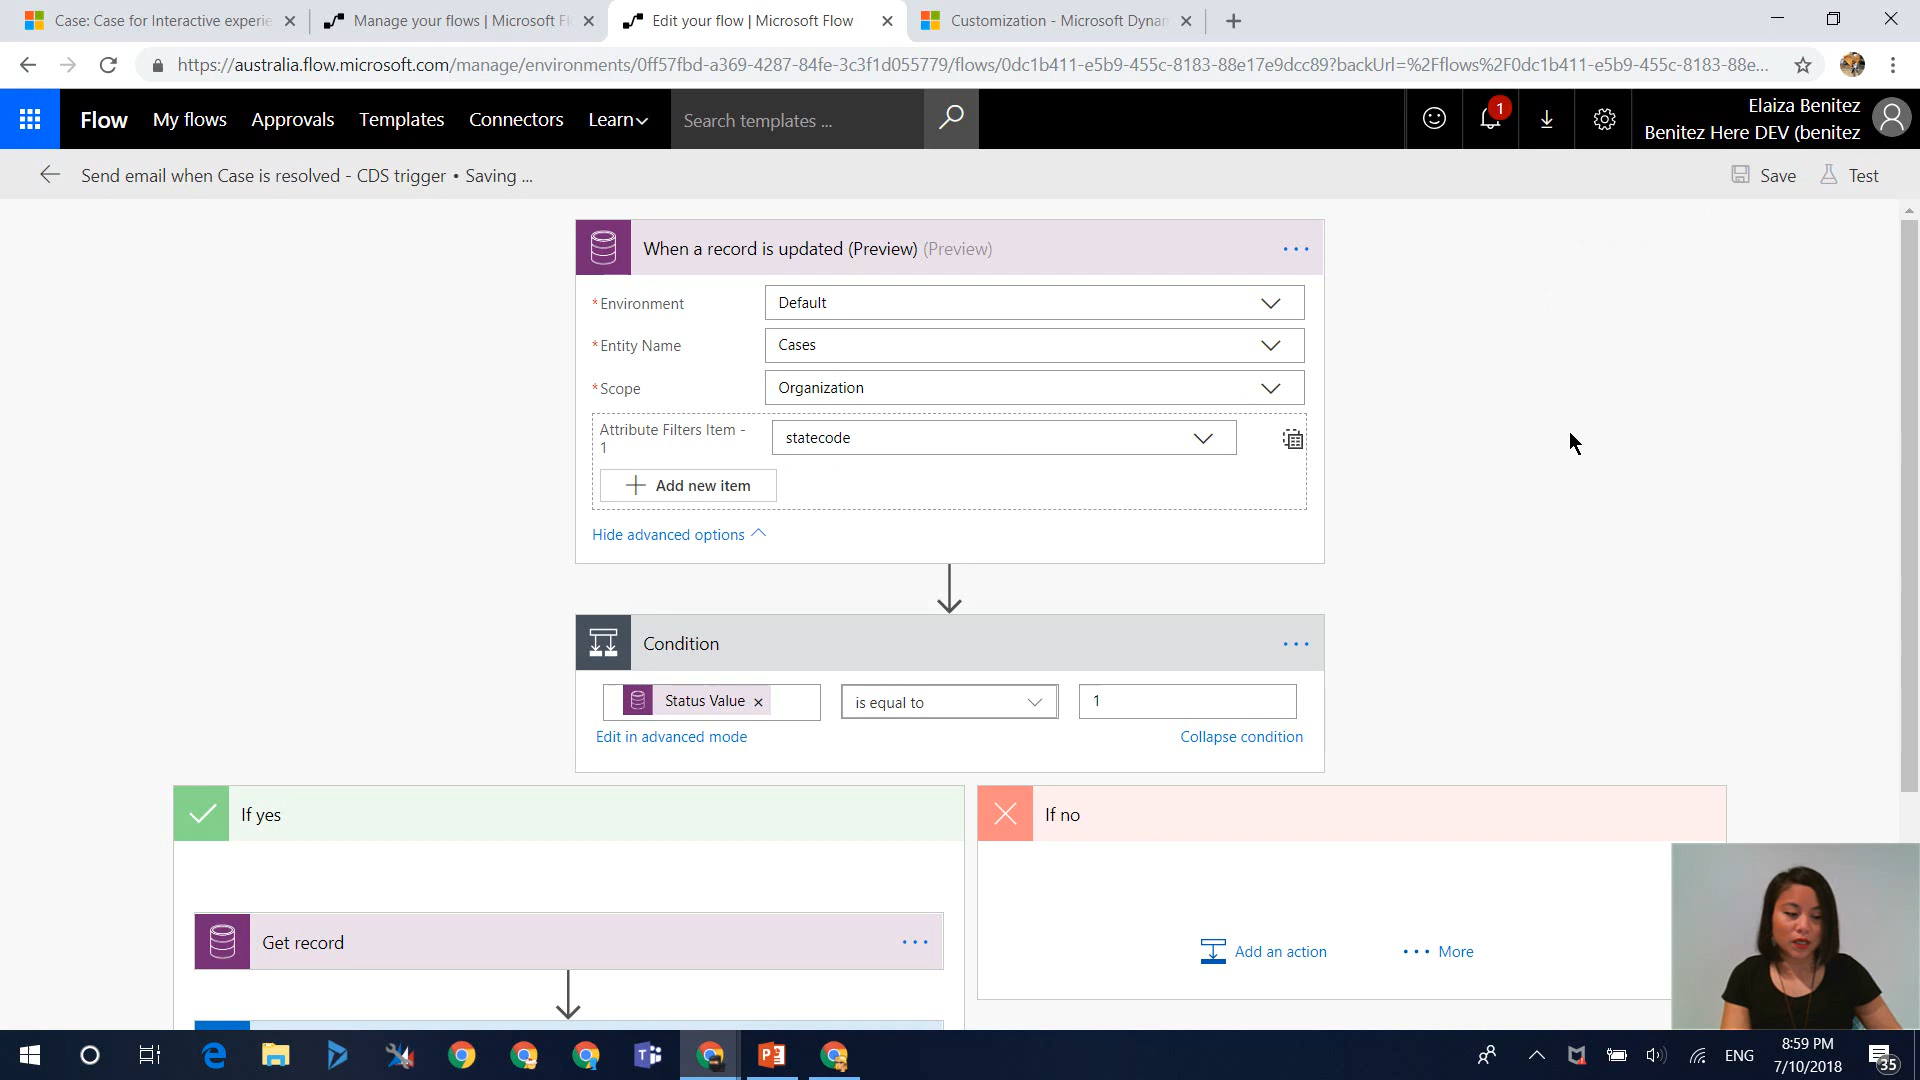 Case: Case for Interactive experie
Manage your flows | Microsoft Fl
Edit your flow | Microsoft Flow
Customization - Microsoft Dynam
https://australia.flow.microsoft.com/manage/environments/0ff57fbd-a369-4287-84fe-3c3f1d055779/flows/0dc1b411-e5b9-455c-8183-88e17e9dcc89?backUrl=%2Fflows%2F0dc1b411-e5b9-455c-8183-88e...
Flow My flows Approvals Templates Connectors Learn Search templates ...
1
Elaiza Benitez
Benitez Here DEV (benitez
Send email when Case is resolved - CDS trigger • Saving ...
Save Test
When a record is updated (Preview) (Preview)
*Environment Default
*Entity Name Cases
*Scope Organization
Attribute Filters Item -
1
statecode
Add new item
Hide advanced options
Condition
Status Value × is equal to 1
Edit in advanced mode Collapse condition
If yes
If no
Get record
Add an action More
ENG
8:59 PM
7/10/2018
35